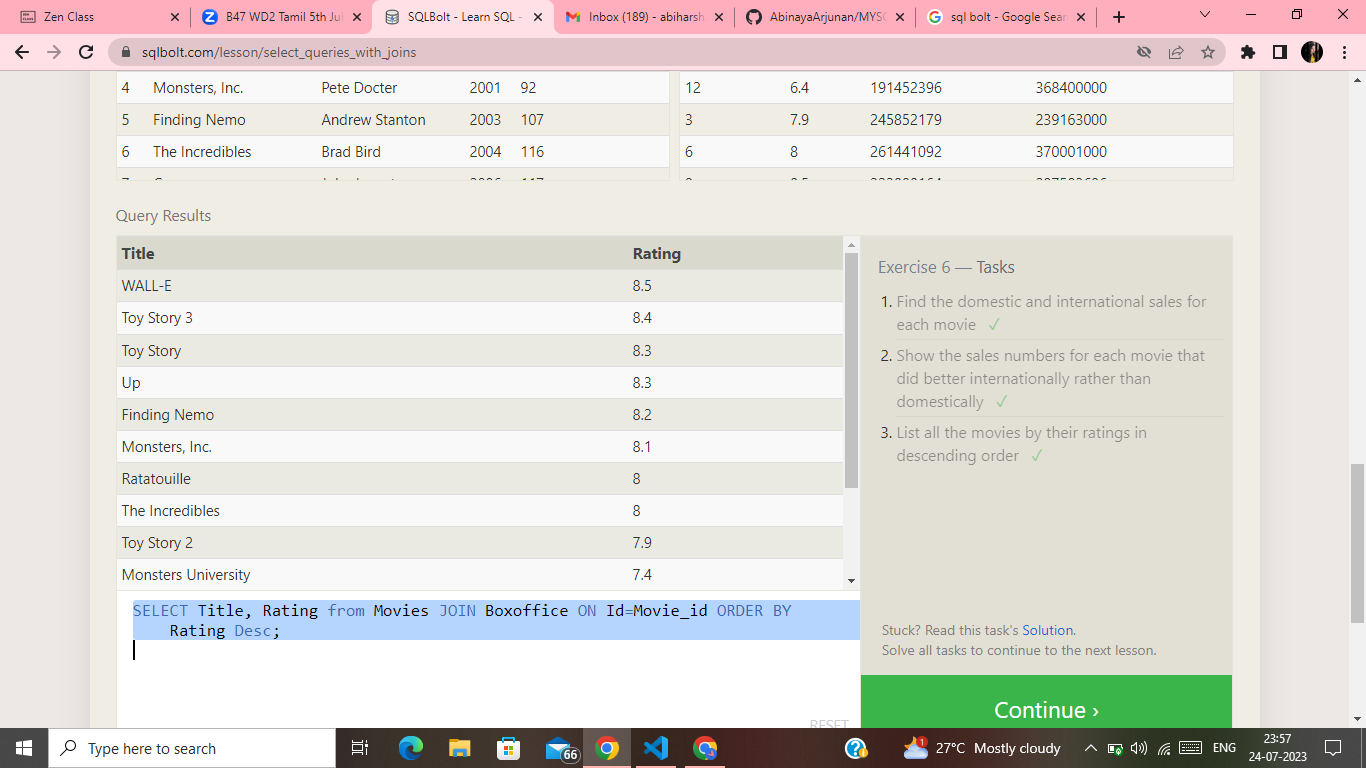 Zen Class
B47 WD2 Tamil 5th Jul
SQLBolt - Learn SQL -
Inbox (189) - abiharsh
AbinayaArjunan/MYSQ
sql bolt - Google Sear
sqlbolt.com/lesson/select_queries_with_joins
4 Monsters, Inc. Pete Docter 2001 92 12 6.4 191452396 368400000
5 Finding Nemo Andrew Stanton 2003 107 3 7.9 245852179 239163000
6 The Incredibles Brad Bird 2004 116 6 8 261441092 370001000
Query Results
Title Rating
WALL-E 8.5
Toy Story 3 8.4
Toy Story 8.3
Up 8.3
Finding Nemo 8.2
Monsters, Inc. 8.1
Ratatouille 8
The Incredibles 8
Toy Story 2 7.9
Monsters University 7.4
Exercise 6 — Tasks
1. Find the domestic and international sales for
each movie ✓
2. Show the sales numbers for each movie that
did better internationally rather than
domestically ✓
3. List all the movies by their ratings in
descending order ✓
SELECT Title, Rating from Movies JOIN Boxoffice ON Id=Movie_id ORDER BY
Rating Desc;
Stuck? Read this task's Solution.
Solve all tasks to continue to the next lesson.
RESET
Continue ›
Type here to search
66
1
27°C Mostly cloudy
ENG
23:57
24-07-2023